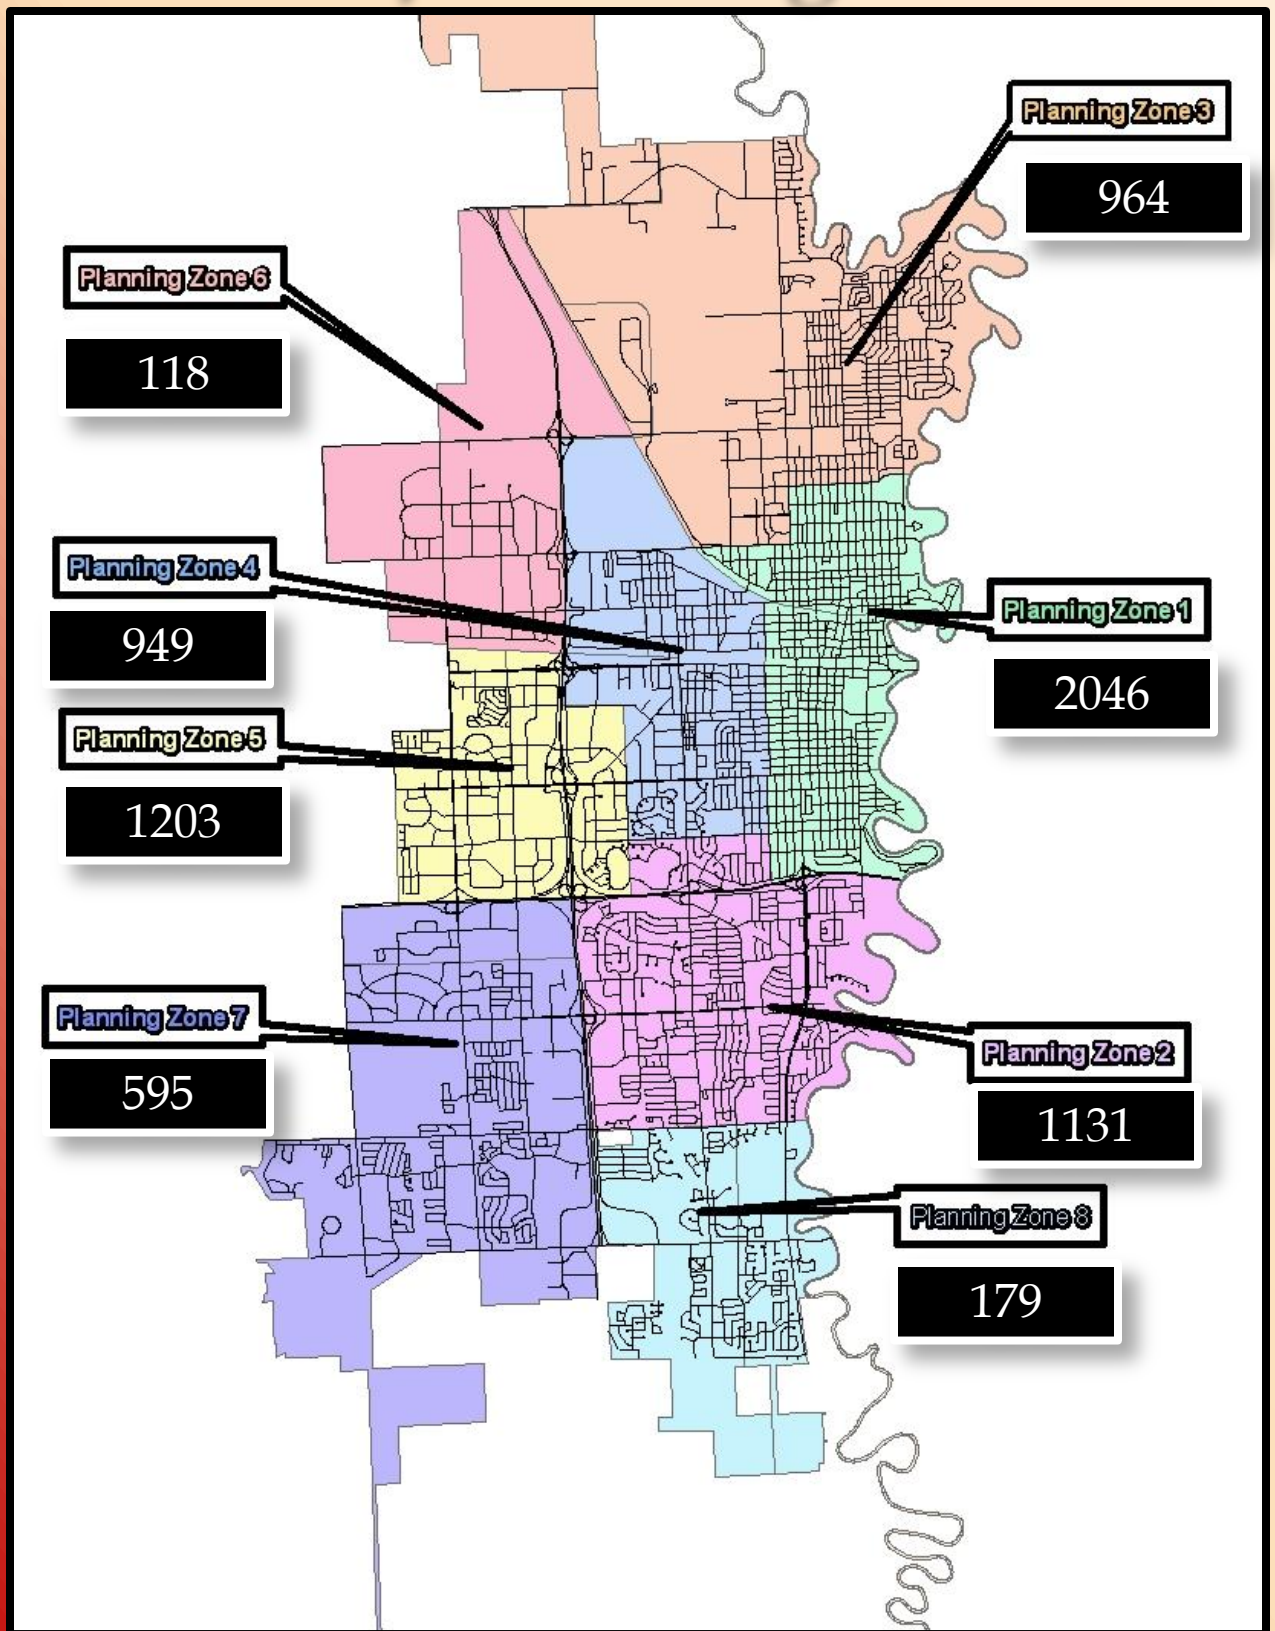 Planning Zone 3
964
Planning Zone 6
118
Planning Zone 4
949
Planning Zone 1
2046
Planning Zone 5
1203
Planning Zone 7
595
Planning Zone 2
1131
Planning Zone 8
179